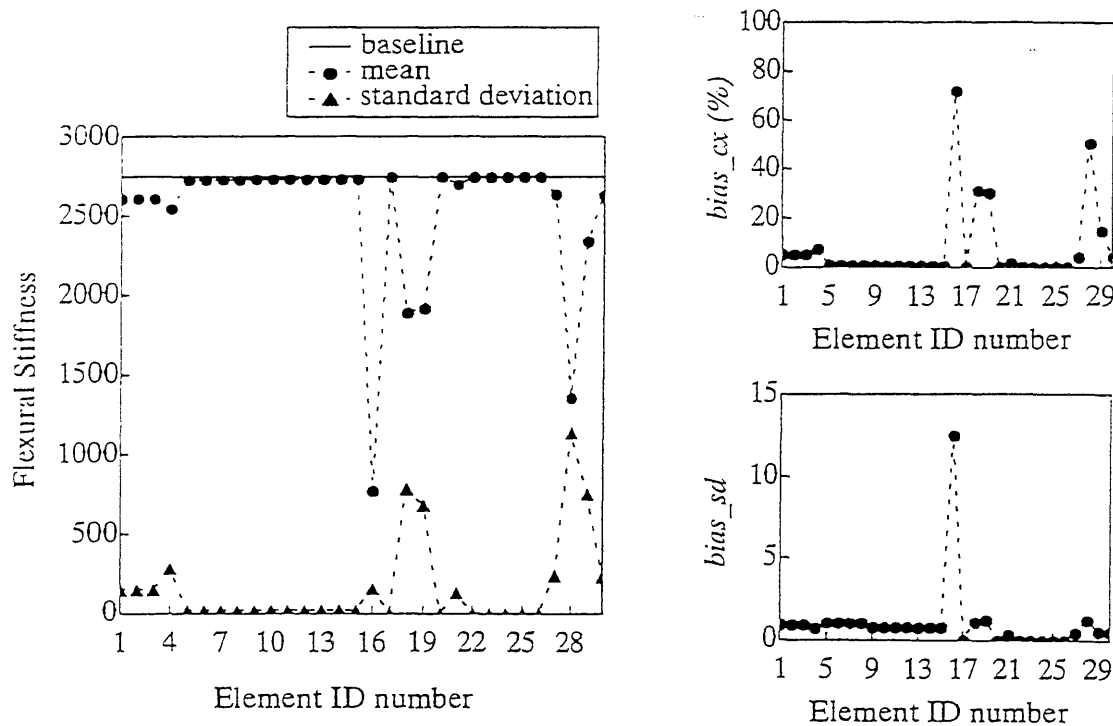 baseline
mean
standard deviation
3000
2500
2000
1500
1000
500
0
Flexural Stiffness
1 4 7 10 13 16 19 22 25 28
Element ID number
100
80
60
40
20
0
bias_cx (%)
1 5 9 13 17 21 25 29
Element ID number
15
10
5
0
bias_sd
1 5 9 13 17 21 25 29
Element ID number